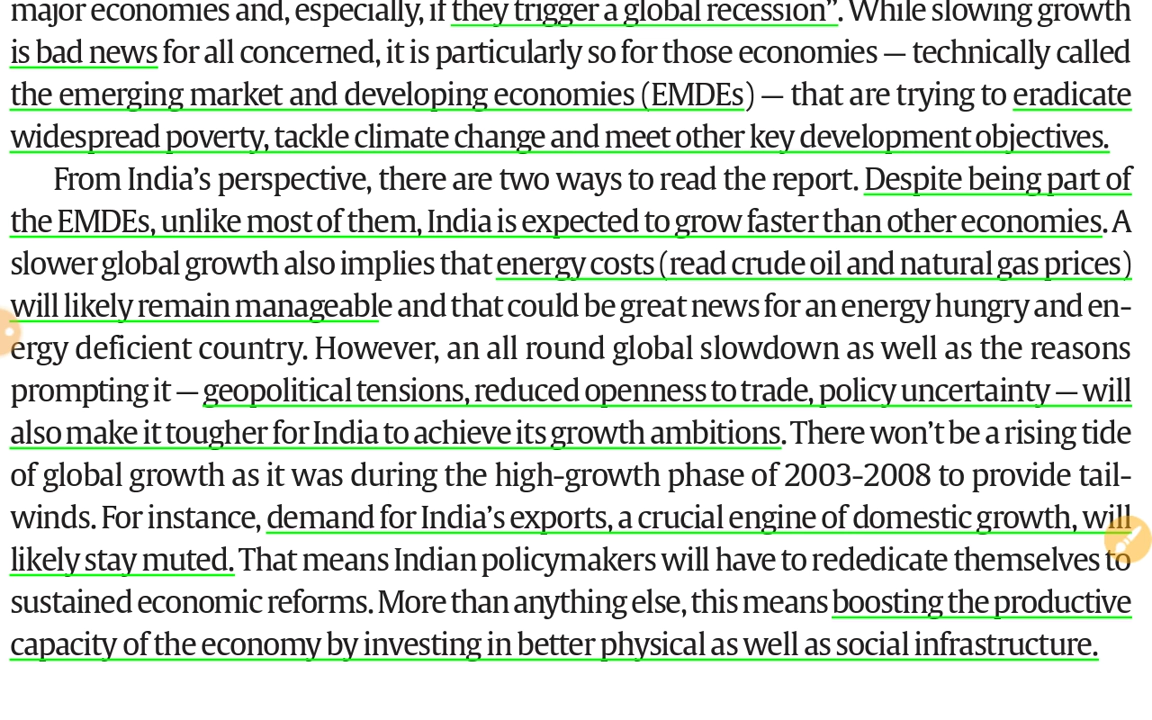 major economies and, especially, if they trigger a global recession”. While slowing growth
is bad news for all concerned, it is particularly so for those economies — technically called
the emerging market and developing economies (EMDEs) — that are trying to eradicate
widespread poverty, tackle climate change and meet other key development objectives.
From India’s perspective, there are two ways to read the report. Despite being part of
the EMDEs, unlike most of them, India is expected to grow faster than other economies. A
slower global growth also implies that energy costs (read crude oil and natural gas prices)
will likely remain manageable and that could be great news for an energy hungry and en-
ergy deficient country. However, an all round global slowdown as well as the reasons
prompting it — geopolitical tensions, reduced openness to trade, policy uncertainty — will
also make it tougher for India to achieve its growth ambitions. There won’t be a rising tide
of global growth as it was during the high-growth phase of 2003-2008 to provide tail-
winds. For instance, demand for India’s exports, a crucial engine of domestic growth, will
likely stay muted. That means Indian policymakers will have to rededicate themselves to
sustained economic reforms. More than anything else, this means boosting the productive
capacity of the economy by investing in better physical as well as social infrastructure.